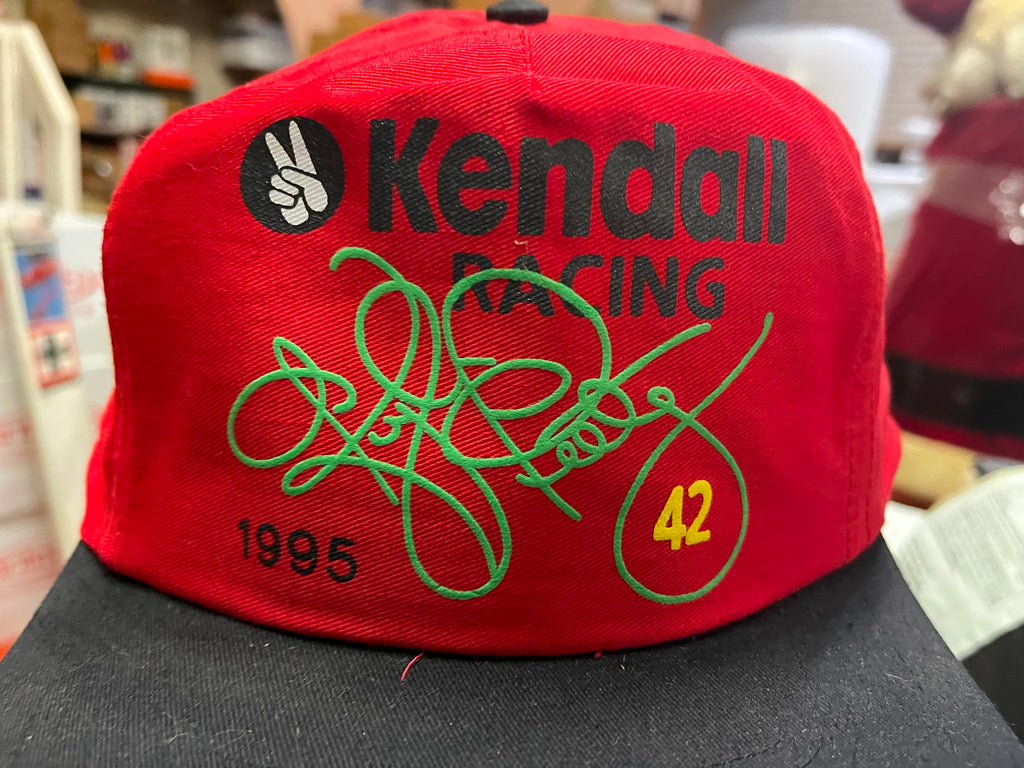 Kendall
RACING
42
1995